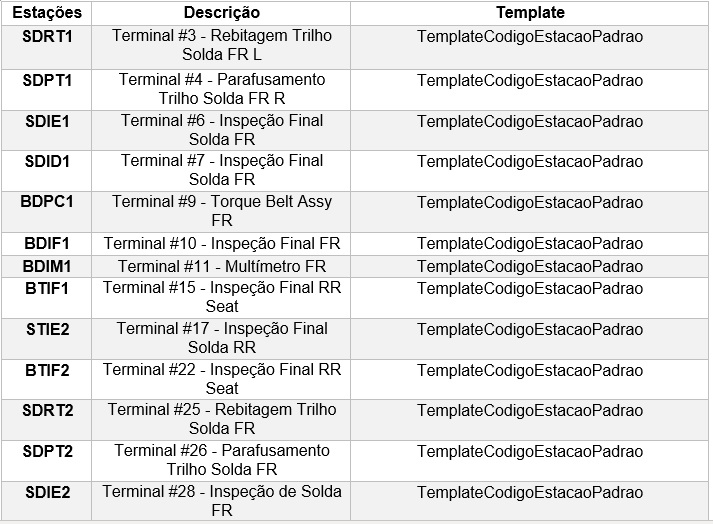 Estações Descrição Template
SDRT1 Terminal #3 - Rebitagem Trilho TemplateCodigoEstacaoPadrao
Solda FR L
SDPT1 Terminal #4 - Parafusamento TemplateCodigoEstacaoPadrao
Trilho Solda FR R
SDIE1 Terminal #6 - Inspeção Final TemplateCodigoEstacaoPadrao
Solda FR
SDID1 Terminal #7 - Inspeção Final TemplateCodigoEstacaoPadrao
Solda FR
BDPC1 Terminal #9 - Torque Belt Assy TemplateCodigoEstacaoPadrao
FR
BDIF1 Terminal #10 - Inspeção Final FR TemplateCodigoEstacaoPadrao
BDIM1 Terminal #11 - Multímetro FR TemplateCodigoEstacaoPadrao
BTIF1 Terminal #15 - Inspeção Final RR TemplateCodigoEstacaoPadrao
Seat
STIE2 Terminal #17 - Inspeção Final TemplateCodigoEstacaoPadrao
Solda RR
BTIF2 Terminal #22 - Inspeção Final RR TemplateCodigoEstacaoPadrao
Seat
SDRT2 Terminal #25 - Rebitagem Trilho TemplateCodigoEstacaoPadrao
Solda FR
SDPT2 Terminal #26 - Parafusamento TemplateCodigoEstacaoPadrao
Trilho Solda FR
SDIE2 Terminal #28 - Inspeção de Solda TemplateCodigoEstacaoPadrao
FR